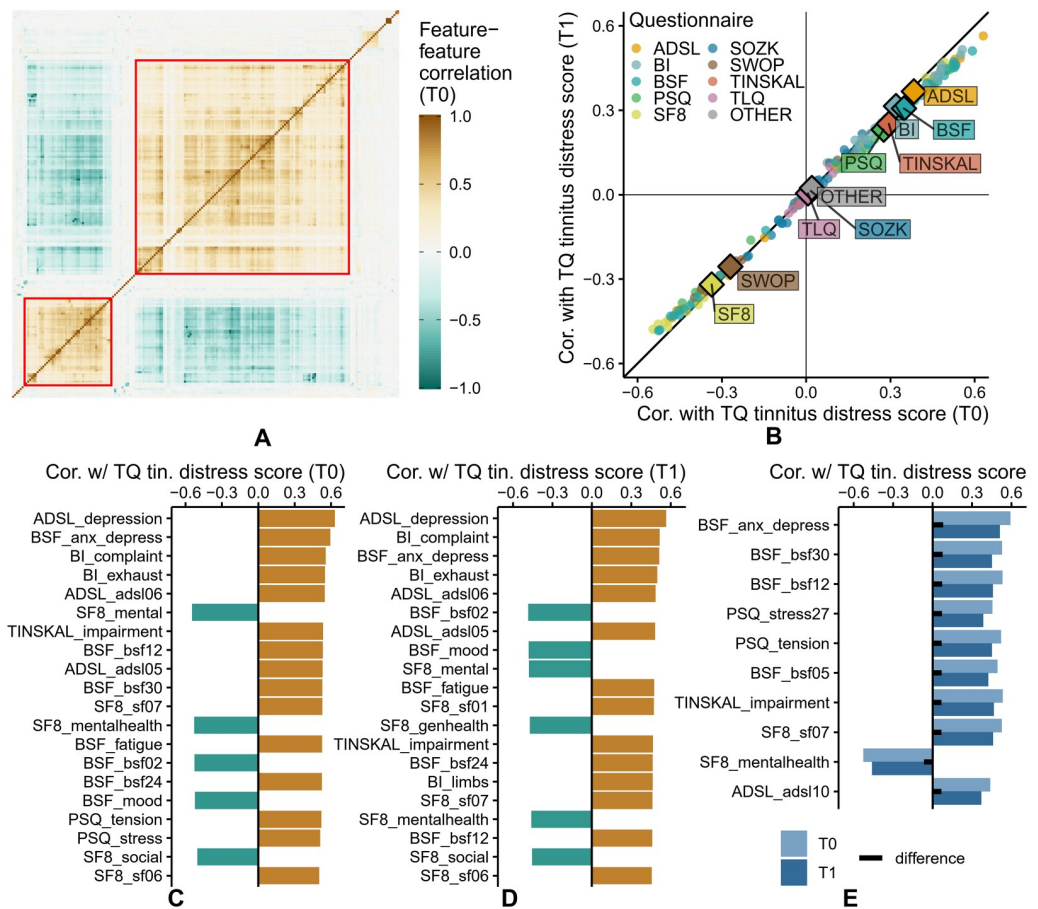 Feature−
feature
correlation
(T0)
1.0
0.5
0.0
−0.5
−1.0
A
Cor. with TQ tinnitus distress score (T1)
0.6
0.3
0.0
−0.3
−0.6
Questionnaire
ADSL
BI
BSF
PSQ
SF8
SOZK
SWOP
TINSKAL
TLQ
OTHER
ADSL
BI
BSF
PSQ
TINSKAL
OTHER
TLQ
SOZK
SWOP
SF8
−0.6 −0.3 0.0 0.3 0.6
Cor. with TQ tinnitus distress score (T0)
B
Cor. w/ TQ tin. distress score (T0)
−0.6 −0.3 0.0 0.3 0.6
ADSL_depression
BSF_anx_depress
BI_complaint
BI_exhaust
ADSL_adsl06
SF8_mental
TINSKAL_impairment
BSF_bsf12
ADSL_adsl05
BSF_bsf30
SF8_sf07
SF8_mentalhealth
BSF_fatigue
BSF_bsf02
BSF_bsf24
BSF_mood
PSQ_tension
PSQ_stress
SF8_social
SF8_sf06
C
Cor. w/ TQ tin. distress score (T1)
−0.6 −0.3 0.0 0.3 0.6
ADSL_depression
BI_complaint
BSF_anx_depress
BI_exhaust
ADSL_adsl06
BSF_bsf02
ADSL_adsl05
BSF_mood
SF8_mental
BSF_fatigue
SF8_sf01
SF8_genhealth
TINSKAL_impairment
BSF_bsf24
BI_limbs
SF8_sf07
SF8_mentalhealth
BSF_bsf12
SF8_social
SF8_sf06
D
Cor. w/ TQ tin. distress score
−0.6 −0.3 0.0 0.3 0.6
BSF_anx_depress
BSF_bsf30
BSF_bsf12
PSQ_stress27
PSQ_tension
BSF_bsf05
TINSKAL_impairment
SF8_sf07
SF8_mentalhealth
ADSL_adsl10
T0
T1
difference
E